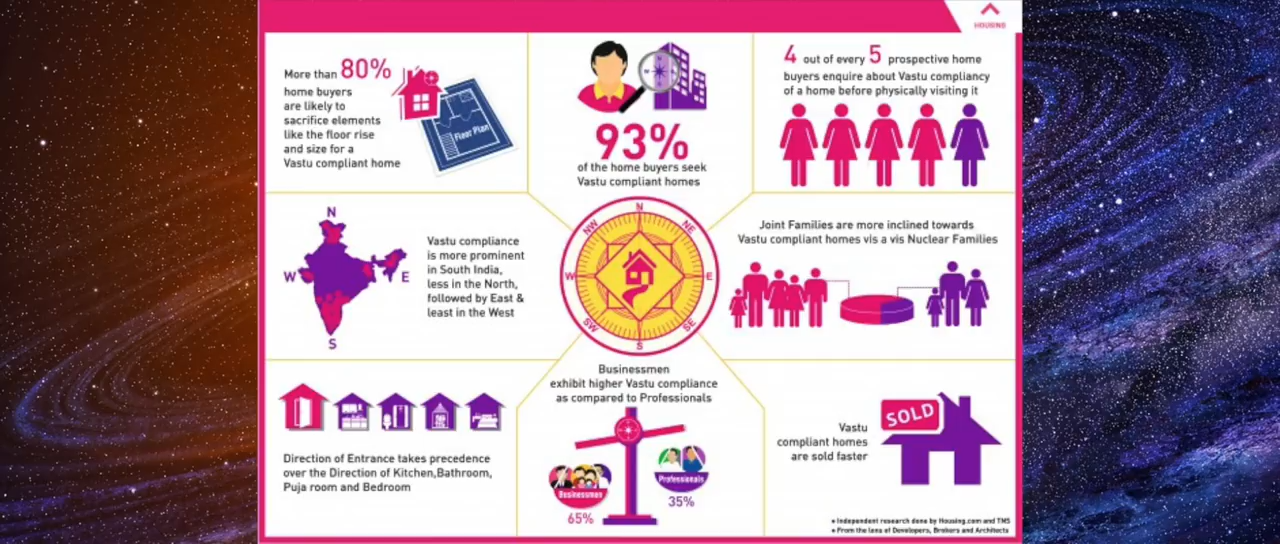 HOUSING
More than 80%
home buyers
are likely to
sacrifice elements
like the floor rise
and size for a
Vastu compliant home
Floor Plan
93%
of the home buyers seek
Vastu compliant homes
4 out of every 5 prospective home
buyers enquire about Vastu compliancy
of a home before physically visiting it
N
W E
S
Vastu compliance
is more prominent
in South India,
less in the North,
followed by East &
least in the West
N
NW NE
W E
SW SE
S
Joint Families are more inclined towards
Vastu compliant homes vis a vis Nuclear Families
Direction of Entrance takes precedence
over the Direction of Kitchen,Bathroom,
Puja room and Bedroom
Businessmen
exhibit higher Vastu compliance
as compared to Professionals
Businessmen
65%
Professionals
35%
Vastu
compliant homes
are sold faster
SOLD
• Independent research done by Housing.com and TNS
• From the lens of Developers, Brokers and Architects